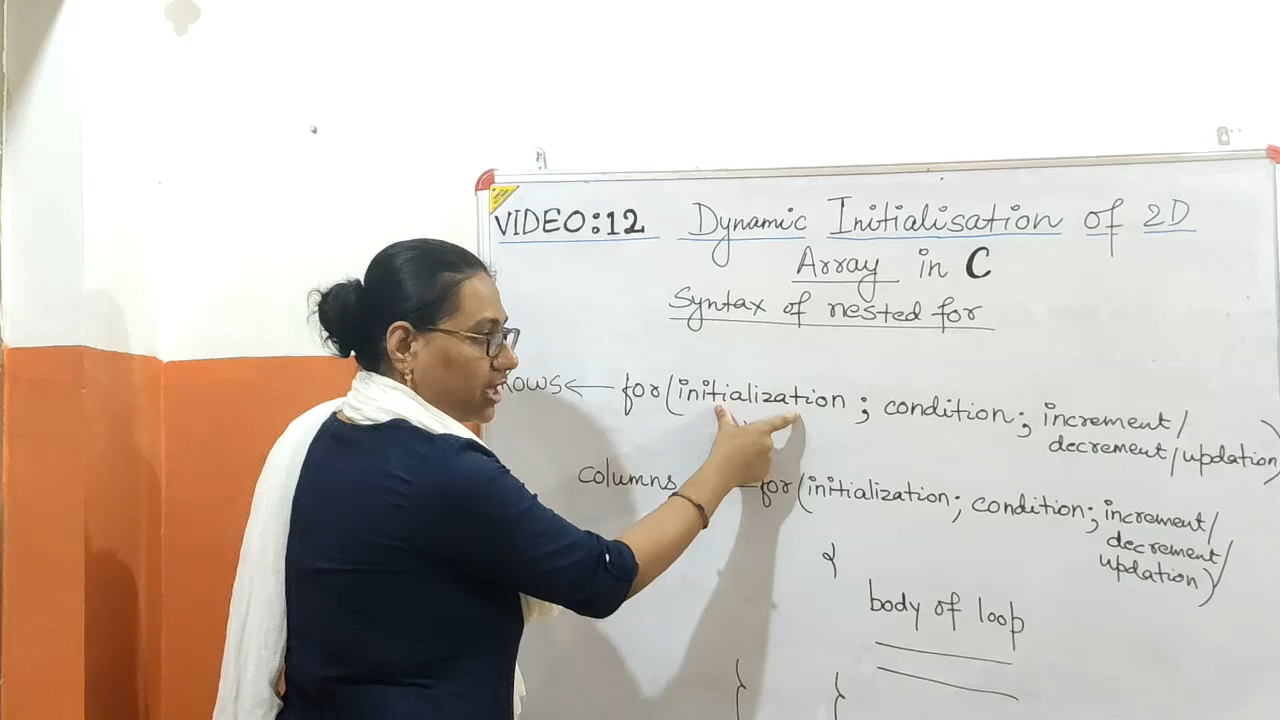 VIDEO:12 Dynamic Initialisation of 2D
Array in C
Syntax of nested for
ROWS ← for(initialization; condition; increment/
decrement/updation)
columns ← for(initialization; condition; increment/
decrement/
updation)
{
body of loop
} }